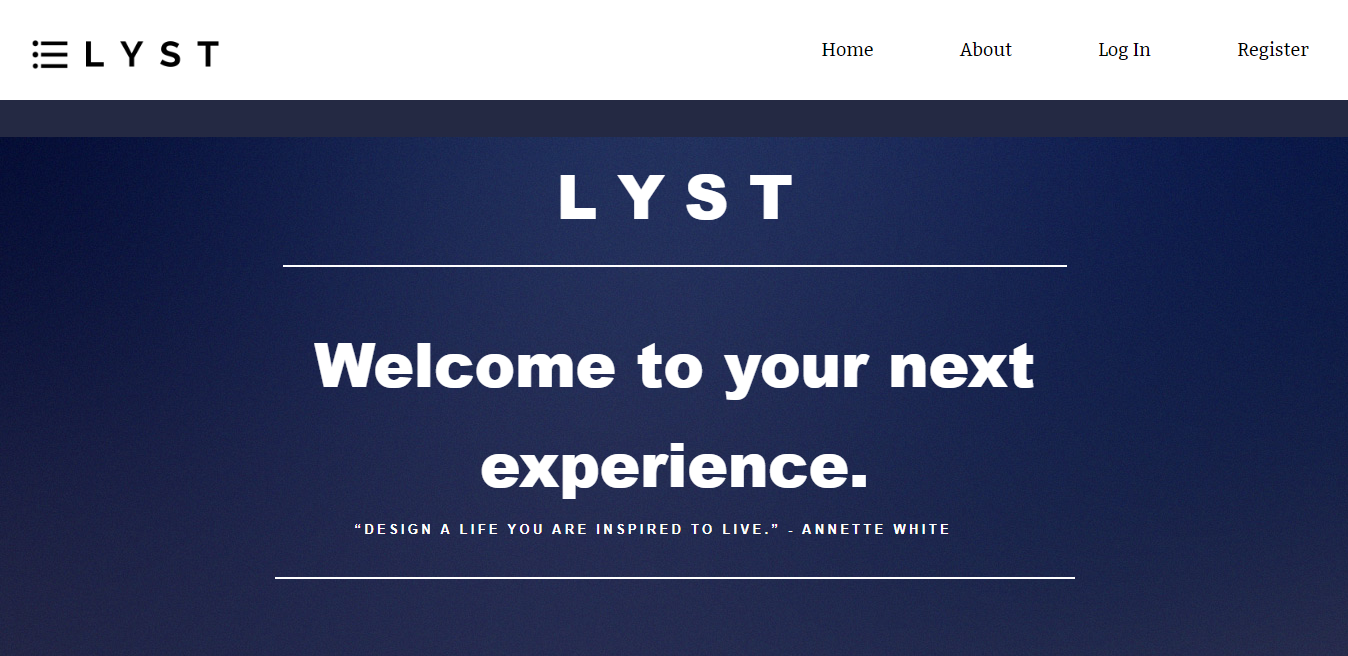 L Y S T
Home About Log In Register
L Y S T
Welcome to your next
experience.
“DESIGN A LIFE YOU ARE INSPIRED TO LIVE.” - ANNETTE WHITE